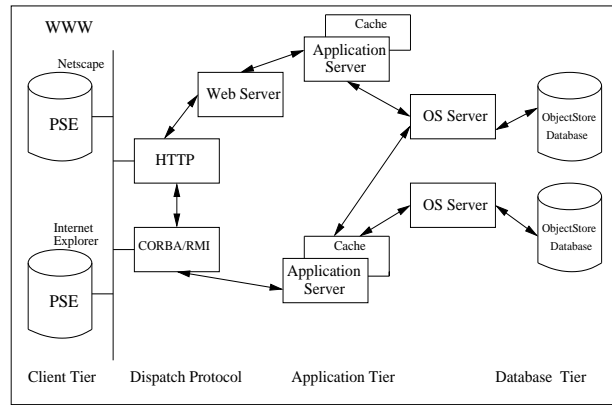 WWW
Cache
Netscape
Application
Server
PSE
Web Server
OS Server
ObjectStore
Database
HTTP
OS Server
ObjectStore
Database
Internet
Explorer
CORBA/RMI
Cache
Application
Server
PSE
Client Tier
Dispatch Protocol
Application Tier
Database Tier